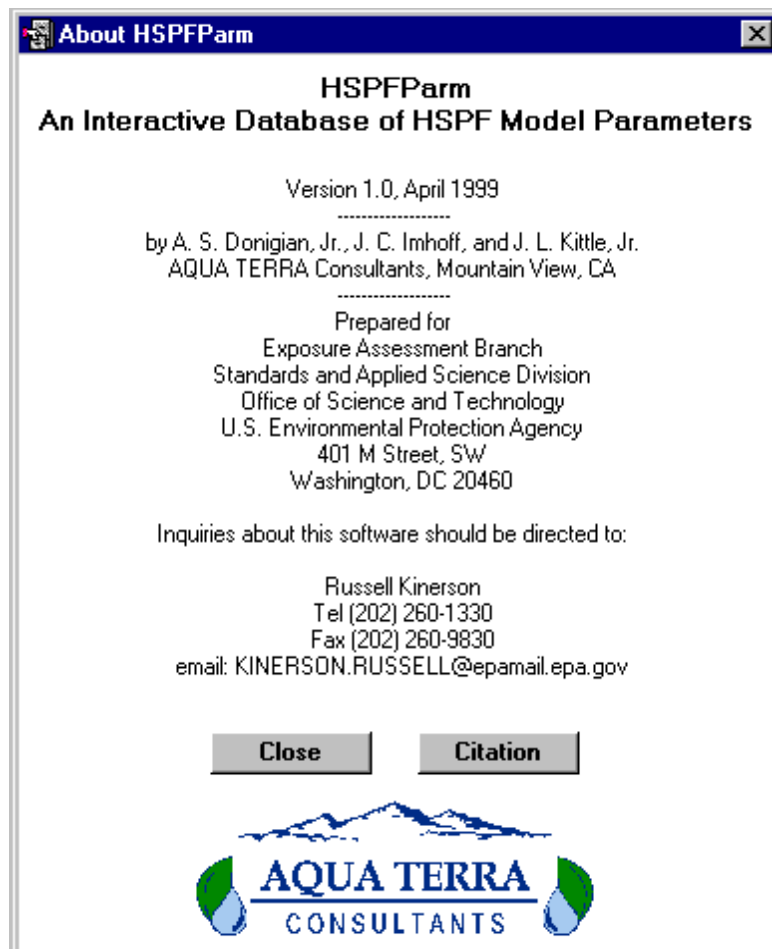 About HSPFParm
HSPFParm
An Interactive Database of HSPF Model Parameters
Version 1.0, April 1999
-------------------
by A. S. Donigian, Jr., J. C. Imhoff, and J. L. Kittle, Jr.
AQUA TERRA Consultants, Mountain View, CA
-------------------
Prepared for
Exposure Assessment Branch
Standards and Applied Science Division
Office of Science and Technology
U.S. Environmental Protection Agency
401 M Street, SW
Washington, DC 20460
Inquiries about this software should be directed to:
Russell Kinerson
Tel (202) 260-1330
Fax (202) 260-9830
email: KINERSON.RUSSELL@epamail.epa.gov
Close Citation
AQUA TERRA
CONSULTANTS